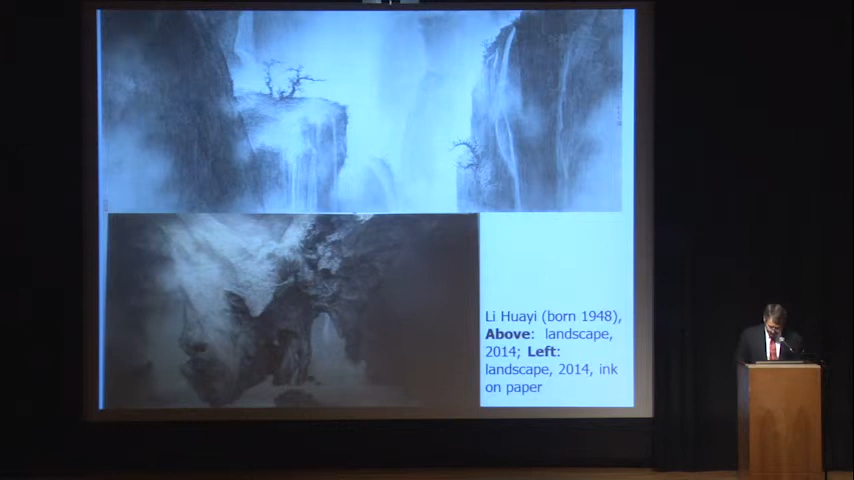 Li Huayi (born 1948),
Above: landscape,
2014; Left:
landscape, 2014, ink
on paper